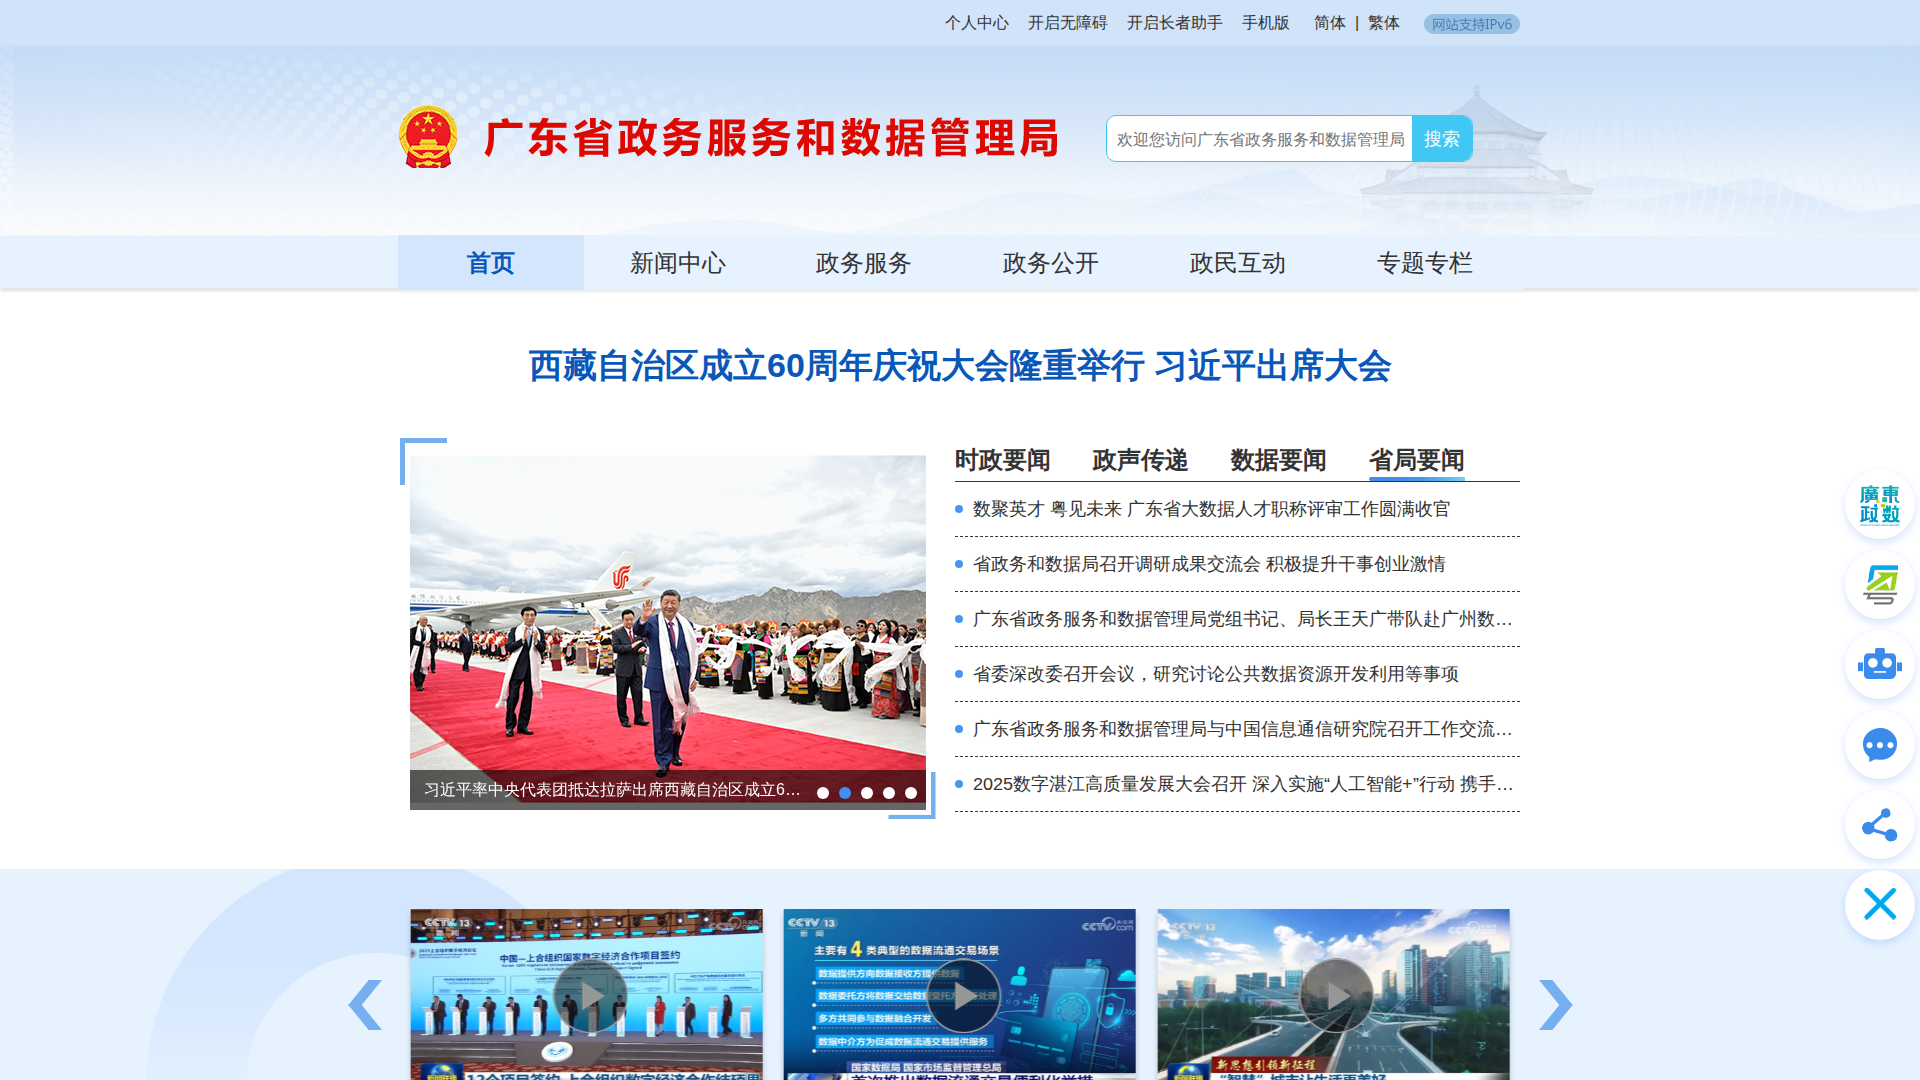 个人中心 开启无障碍 开启长者助手 手机版 简体 | 繁体 网站支持IPv6
广东省政务服务和数据管理局
欢迎您访问广东省政务服务和数据管理局 搜索
首页 新闻中心 政务服务 政务公开 政民互动 专题专栏
西藏自治区成立60周年庆祝大会隆重举行 习近平出席大会
习近平率中央代表团抵达拉萨出席西藏自治区成立6...
时政要闻 政声传递 数据要闻 省局要闻
数聚英才 粤见未来 广东省大数据人才职称评审工作圆满收官
省政务和数据局召开调研成果交流会 积极提升干事创业激情
广东省政务服务和数据管理局党组书记、局长王天广带队赴广州数...
省委深改委召开会议，研究讨论公共数据资源开发利用等事项
广东省政务服务和数据管理局与中国信息通信研究院召开工作交流...
2025数字湛江高质量发展大会召开 深入实施“人工智能+”行动 携手...
廣東
政数
CCTV 13
新闻
中国—上合组织国家数字经济合作项目签约
CCTV 13
新闻
CCTV.com
主要有4类典型的数据流通交易场景
数据提供方向数据接收方提供数据
数据委托方将数据交给数据受托方 处理
多方共同参与数据融合开发
数据中介方为促成数据流通交易提供服务
国家数据局 国家市场监督管理总局
首次推出数据流通交易便利化举措
CCTV 13
新思想引领新征程
“智慧”城市让生活更美好